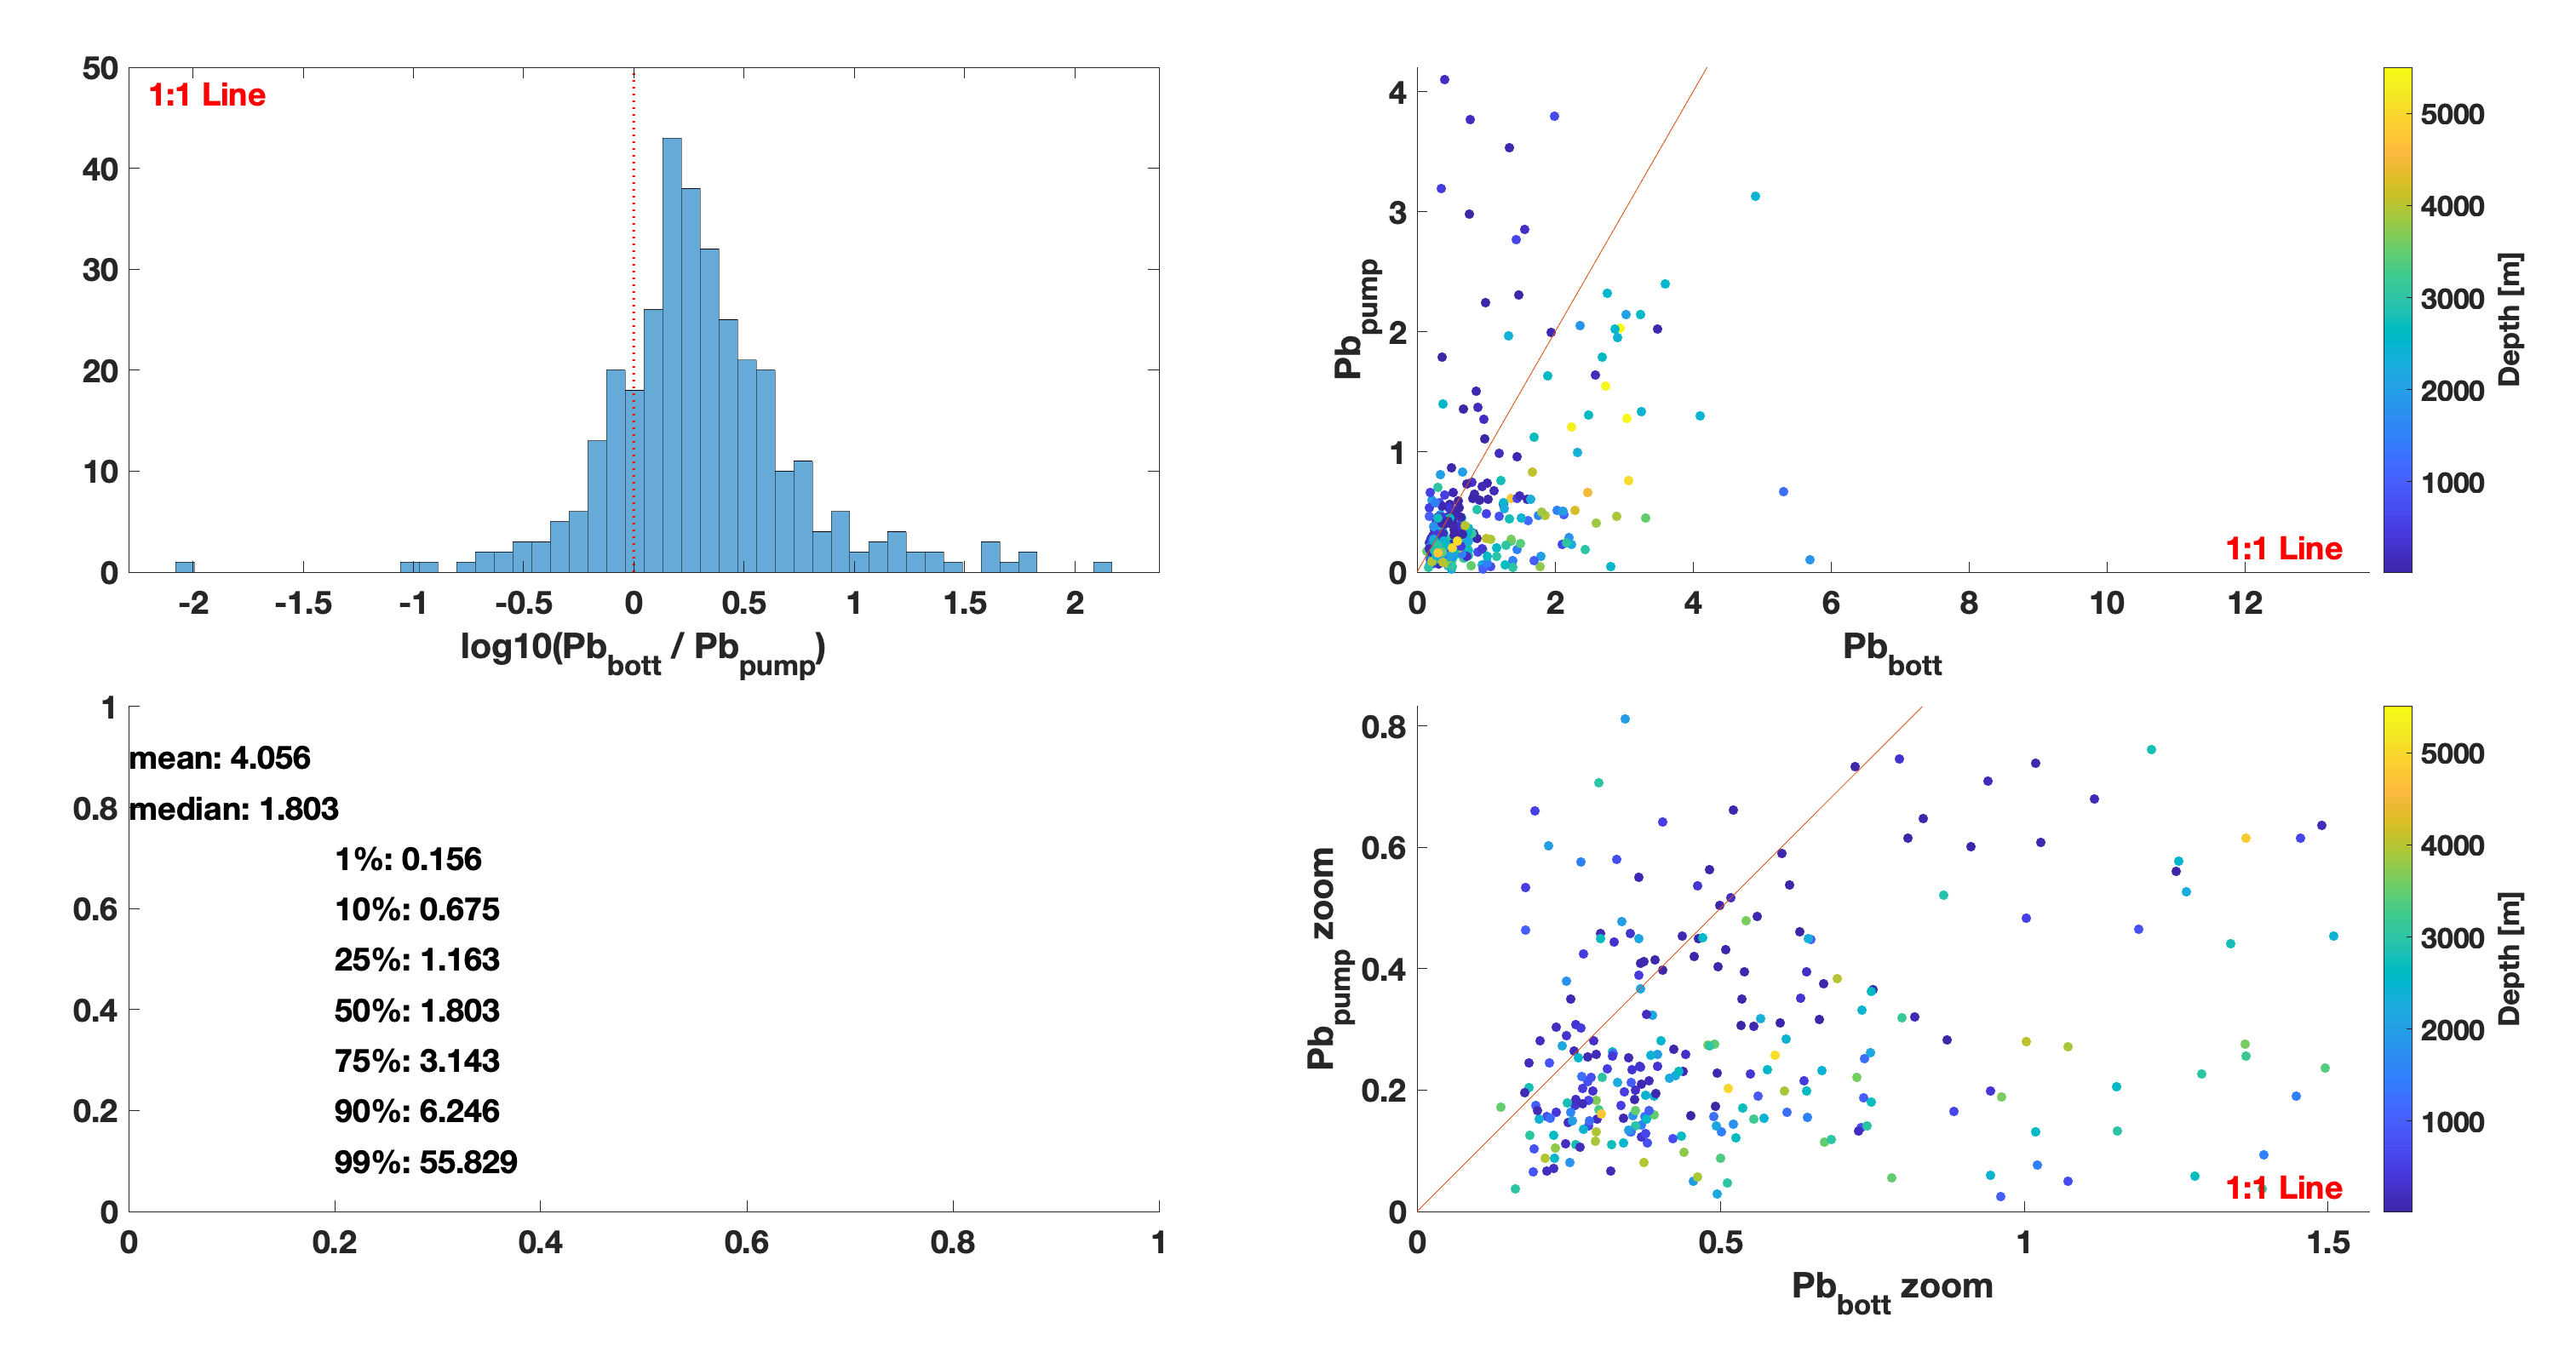 50
40
30
20
10
0
1:1 Line
-2 -1.5 -1 -0.5 0 0.5 1 1.5 2
log10(Pb_bott / Pb_pump)
4
3
2
1
0
Pb_pump
1:1 Line
0 2 4 6 8 10 12
Pb_bott
5000
4000
3000
2000
1000
Depth [m]
1
0.8
0.6
0.4
0.2
0
mean: 4.056
median: 1.803
1%: 0.156
10%: 0.675
25%: 1.163
50%: 1.803
75%: 3.143
90%: 6.246
99%: 55.829
0 0.2 0.4 0.6 0.8 1
0.8
0.6
0.4
0.2
0
Pb_pump zoom
1:1 Line
0 0.5 1 1.5
Pb_bott zoom
5000
4000
3000
2000
1000
Depth [m]